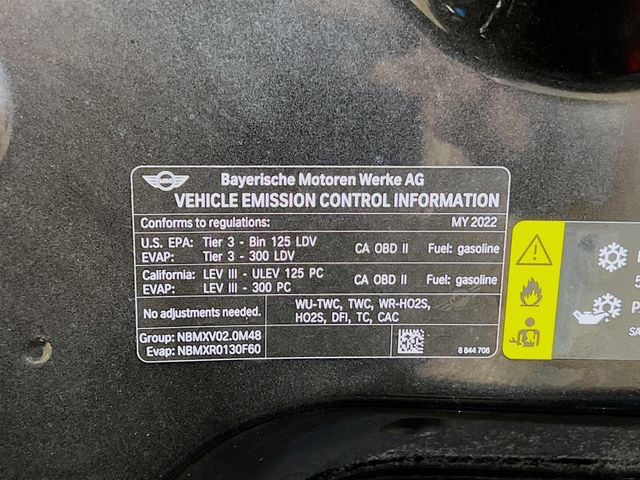 Bayerische Motoren Werke AG
VEHICLE EMISSION CONTROL INFORMATION
Conforms to regulations: MY 2022
U.S. EPA: Tier 3 - Bin 125 LDV CA OBD II Fuel: gasoline
EVAP: Tier 3 - 300 LDV
California: LEV III - ULEV 125 PC CA OBD II Fuel: gasoline
EVAP: LEV III - 300 PC
No adjustments needed. WU-TWC, TWC, WR-HO2S,
HO2S, DFI, TC, CAC
Group: NBMXV02.0M48
Evap: NBMXR0130F60 8 844 706
5
P
SA